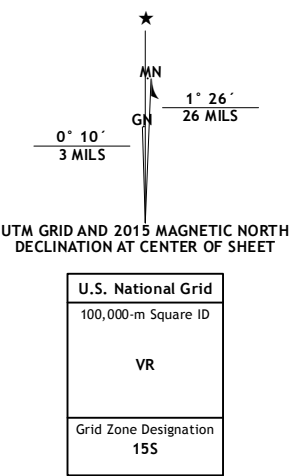 ★
MN
1° 26´
GN
26 MILS
0° 10´
3 MILS
UTM GRID AND 2015 MAGNETIC NORTH
DECLINATION AT CENTER OF SHEET
U.S. National Grid
100,000-m Square ID
VR
Grid Zone Designation
15S